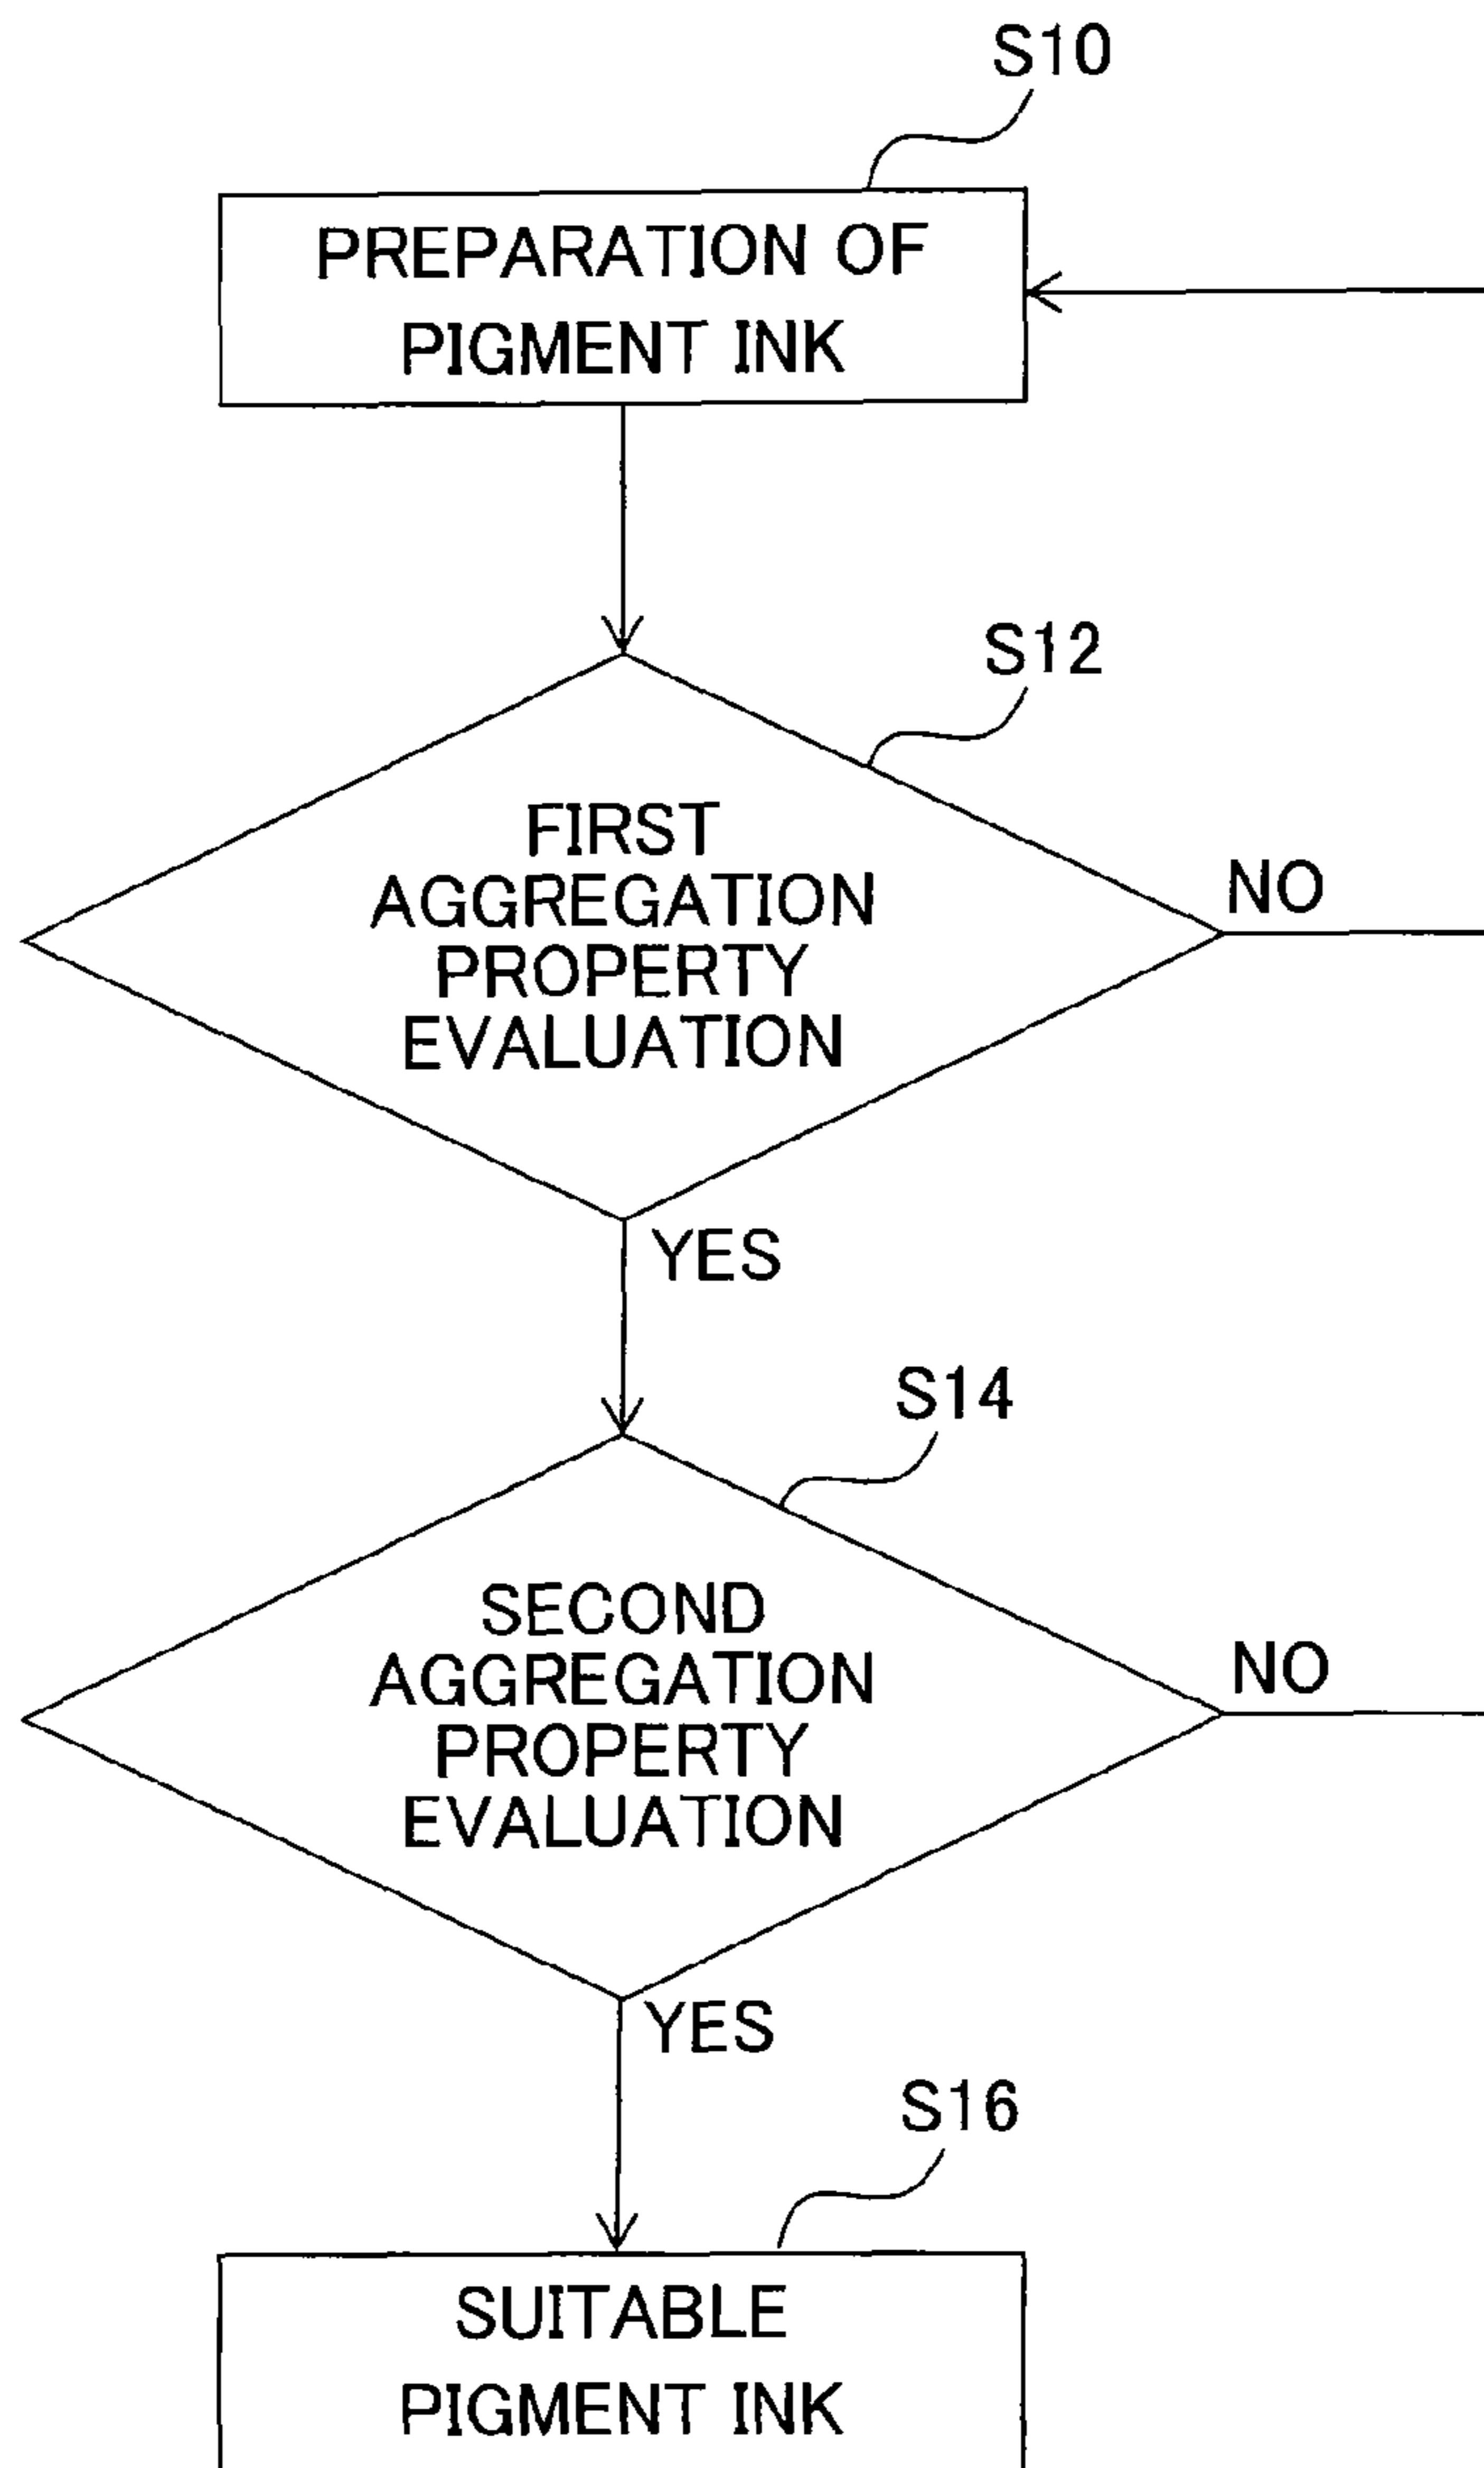 S10
PREPARATION OF
PIGMENT INK
S12
FIRST
AGGREGATION
PROPERTY
EVALUATION
NO
YES
S14
SECOND
AGGREGATION
PROPERTY
EVALUATION
NO
YES
S16
SUITABLE
PIGMENT INK